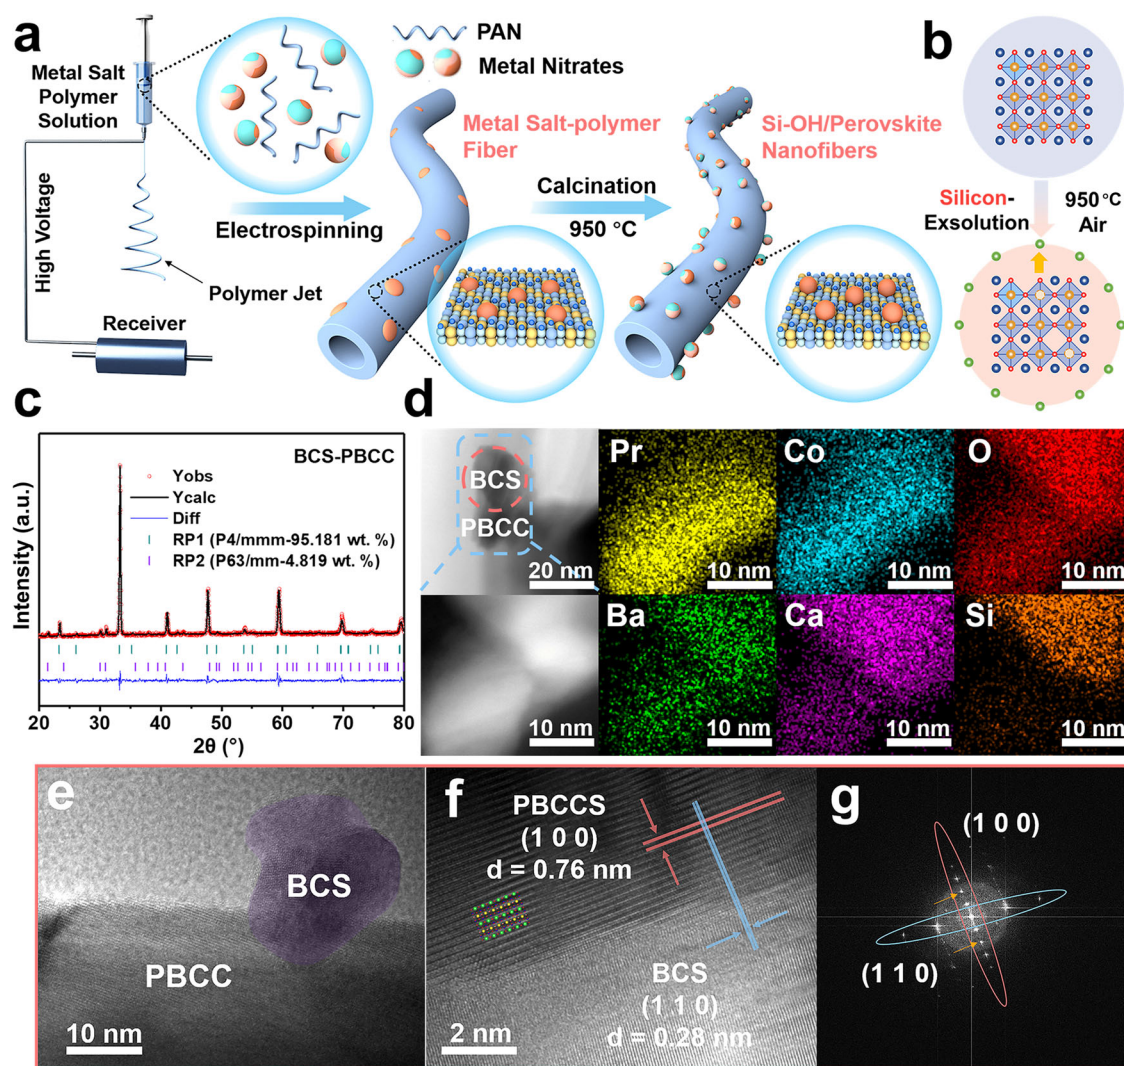 a
Metal Salt
Polymer
Solution
High Voltage
Polymer Jet
Receiver
PAN
Metal Nitrates
Electrospinning
Metal Salt-polymer
Fiber
Calcination
950 °C
Si-OH/Perovskite
Nanofibers
b
Silicon-
Exsolution
950 °C
Air
c
BCS-PBCC
Yobs
Ycalc
Diff
RP1 (P4/mmm-95.181 wt. %)
RP2 (P63/mm-4.819 wt. %)
Intensity (a.u.)
20 30 40 50 60 70 80
2θ (°)
d
BCS
PBCC
20 nm
Pr
10 nm
Co
10 nm
O
10 nm
10 nm
Ba
10 nm
Ca
10 nm
Si
10 nm
e
BCS
PBCC
10 nm
f
PBCCS
(1 0 0)
d = 0.76 nm
BCS
(1 1 0)
d = 0.28 nm
2 nm
g
(1 0 0)
(1 1 0)